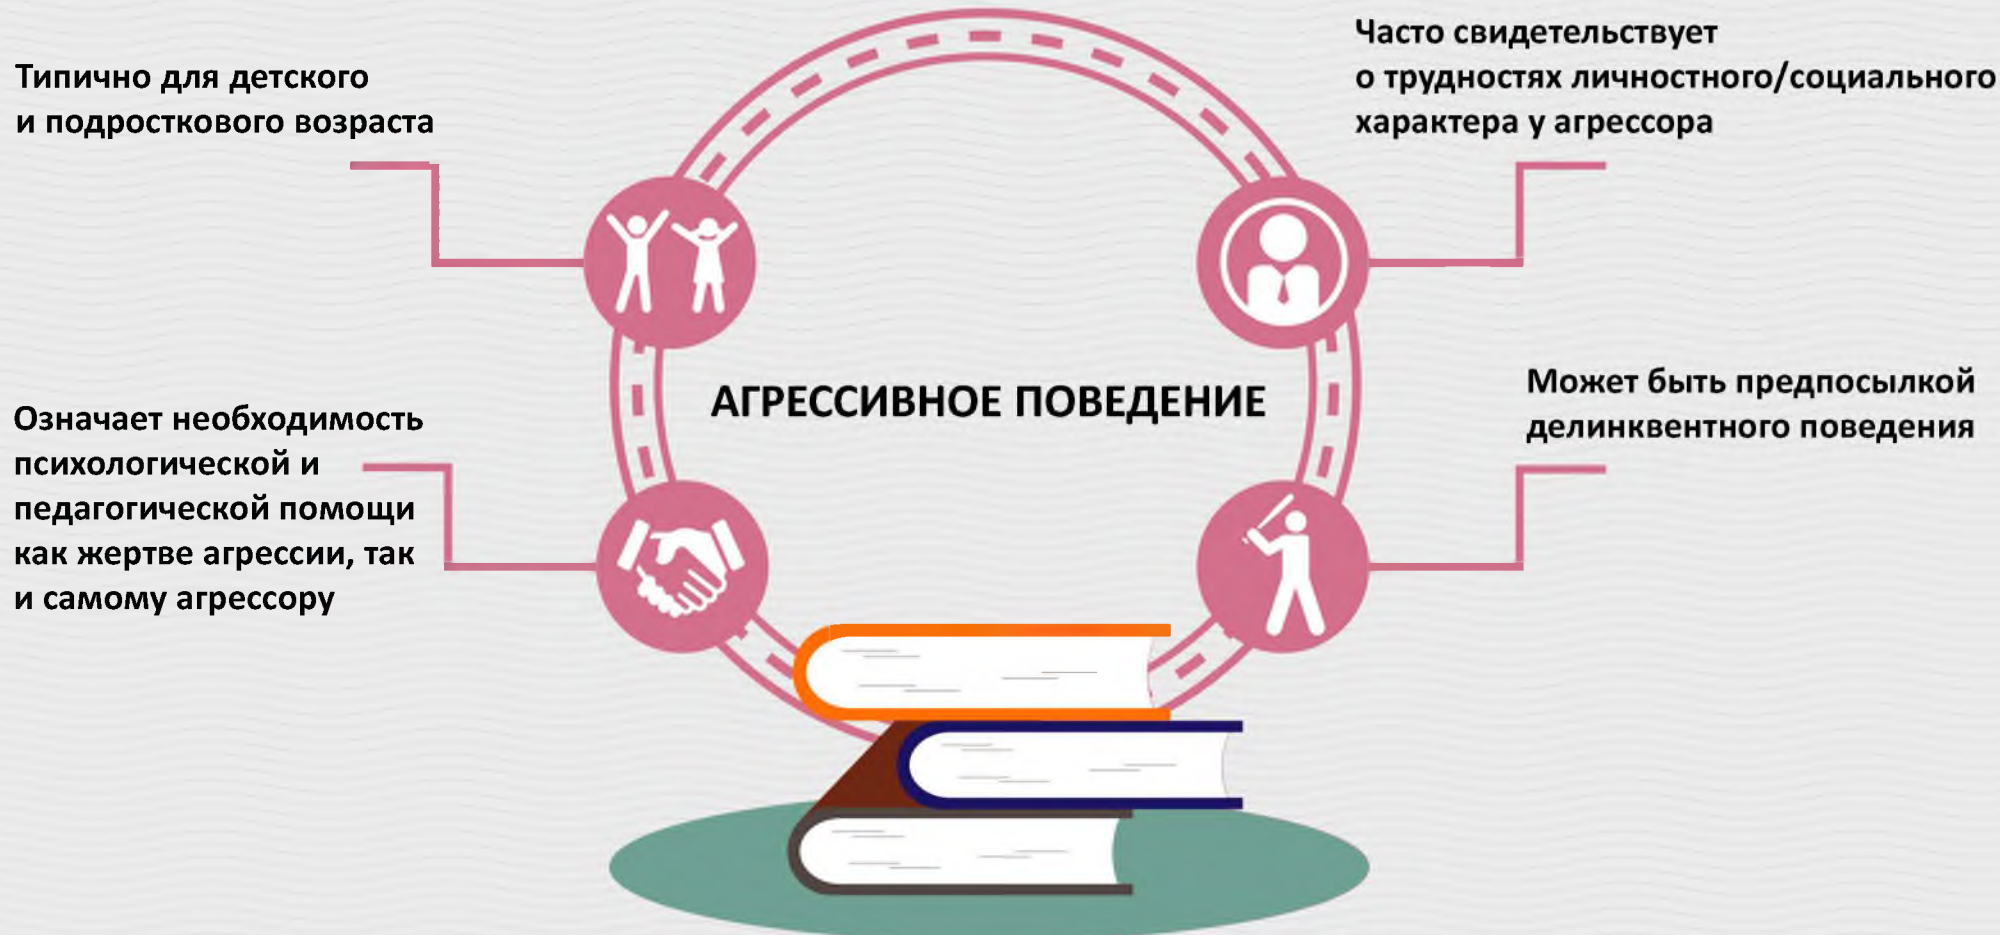 Типично для детского
и подросткового возраста
Часто свидетельствует
о трудностях личностного/социального
характера у агрессора
АГРЕССИВНОЕ ПОВЕДЕНИЕ
Означает необходимость
психологической и
педагогической помощи
как жертве агрессии, так
и самому агрессору
Может быть предпосылкой
делинквентного поведения